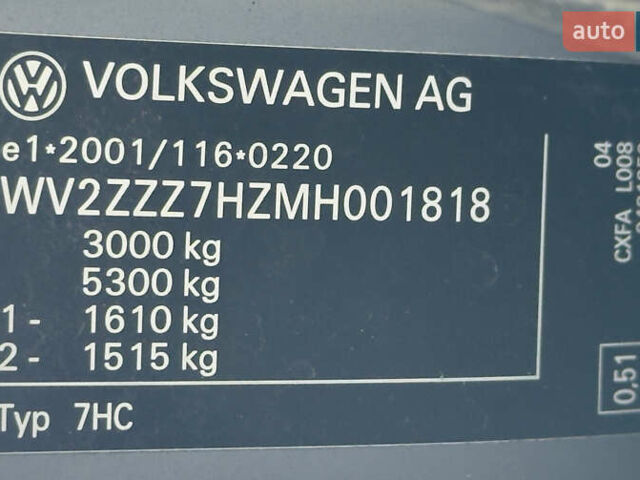 auto
VOLKSWAGEN AG
e1*2001/116*0220
WV2ZZZ7HZMH001818
3000 kg
5300 kg
1 - 1610 kg
2 - 1515 kg
Typ 7HC
04
CXFA L008
0,51